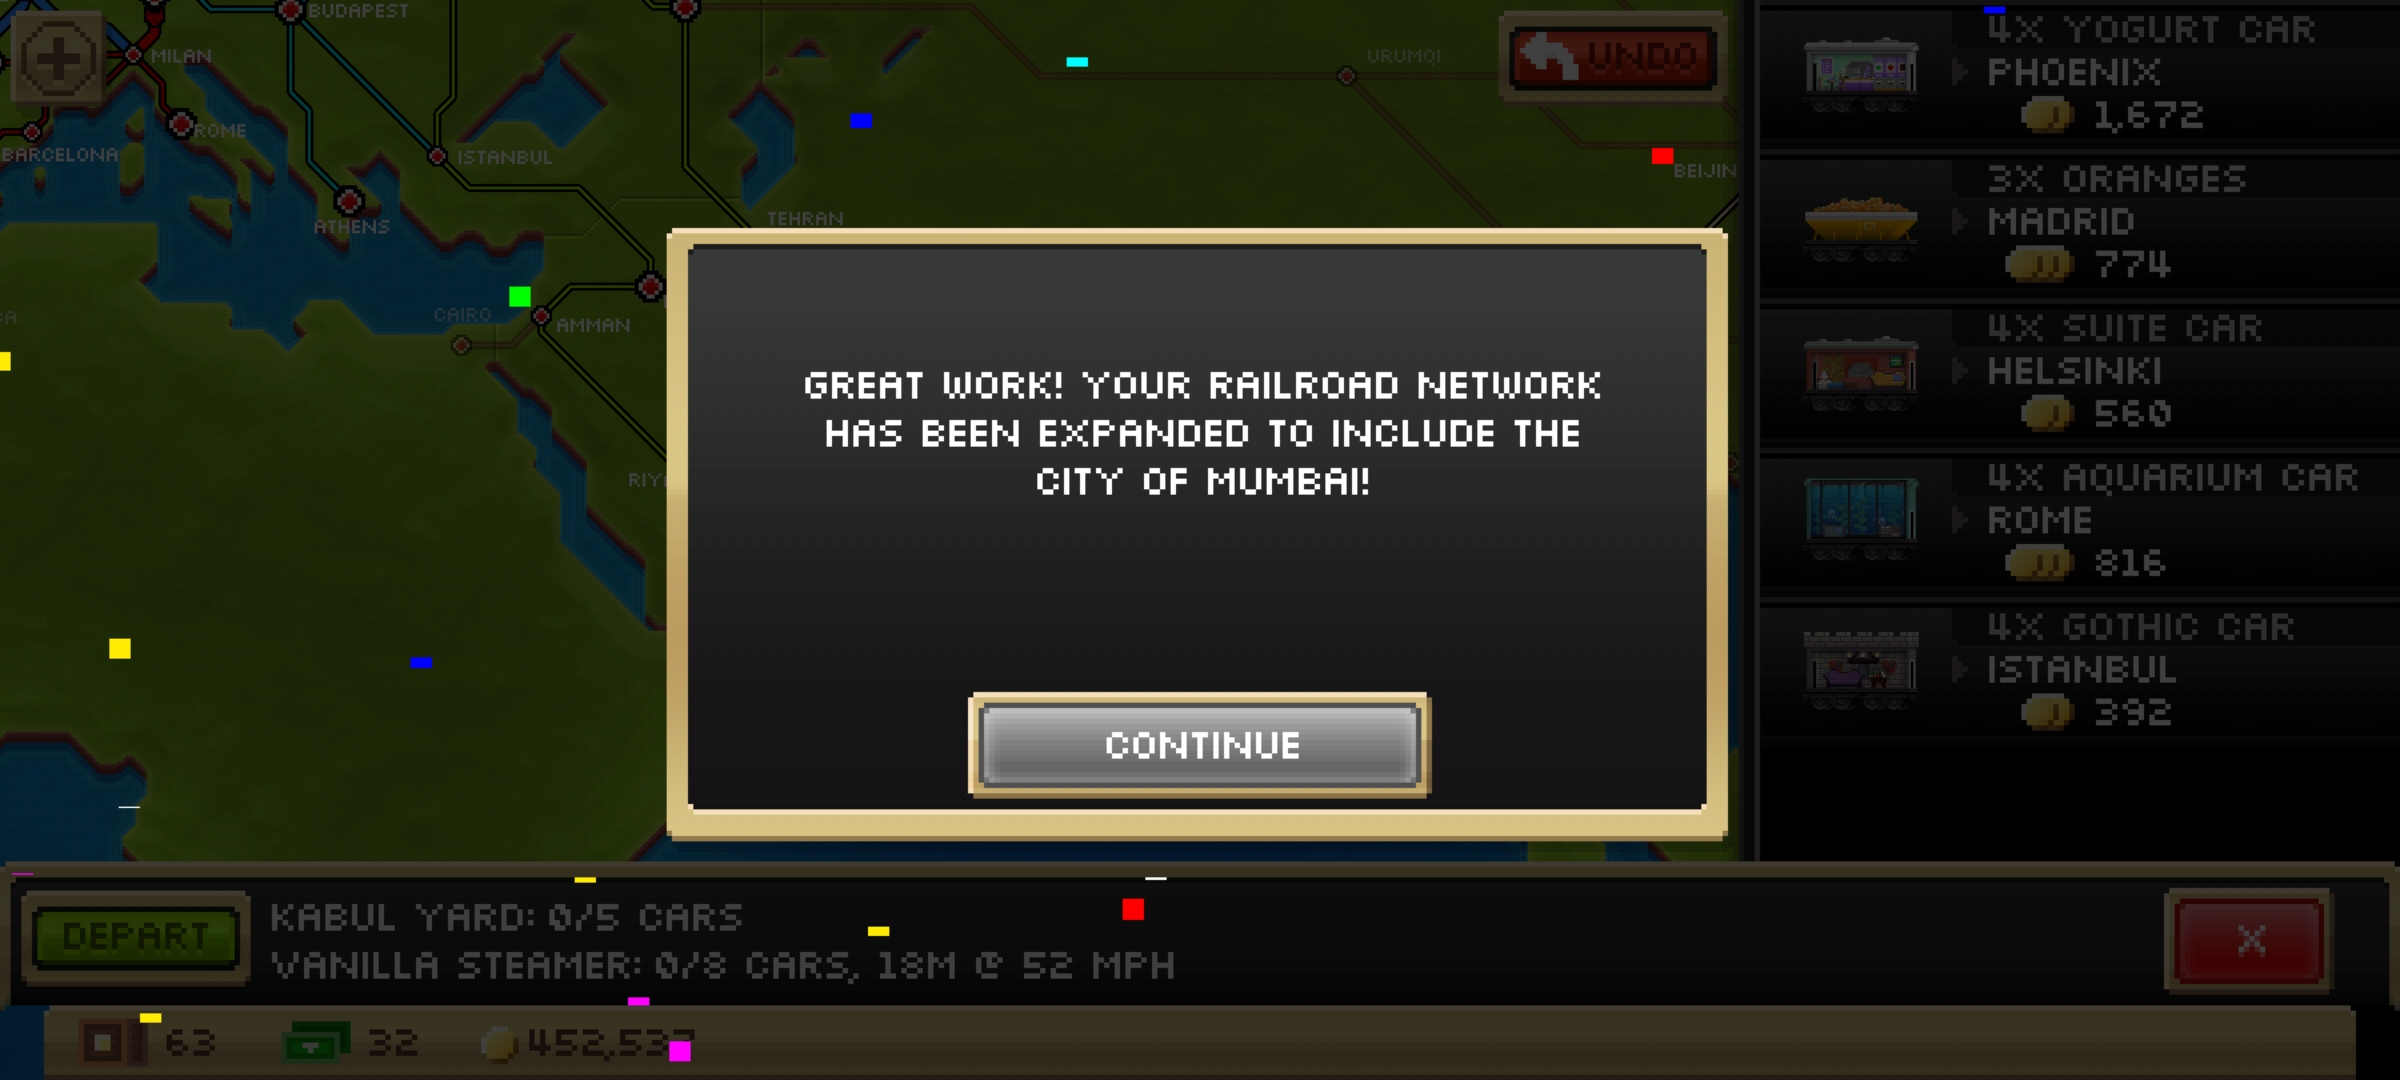 BUDAPEST
MILAN
ROME
BARCELONA
ISTANBUL
ATHENS
TEHRAN
CAIRO
AMMAN
URUMQI
UNDO
GREAT WORK! YOUR RAILROAD NETWORK
HAS BEEN EXPANDED TO INCLUDE THE
CITY OF MUMBAI!
CONTINUE
4X YOGURT CAR
PHOENIX
1,672
3X ORANGES
MADRID
774
4X SUITE CAR
HELSINKI
560
4X AQUARIUM CAR
ROME
816
4X GOTHIC CAR
ISTANBUL
392
DEPART
KABUL YARD: 0/5 CARS
VANILLA STEAMER: 0/8 CARS, 18M @ 52 MPH
X
63
32